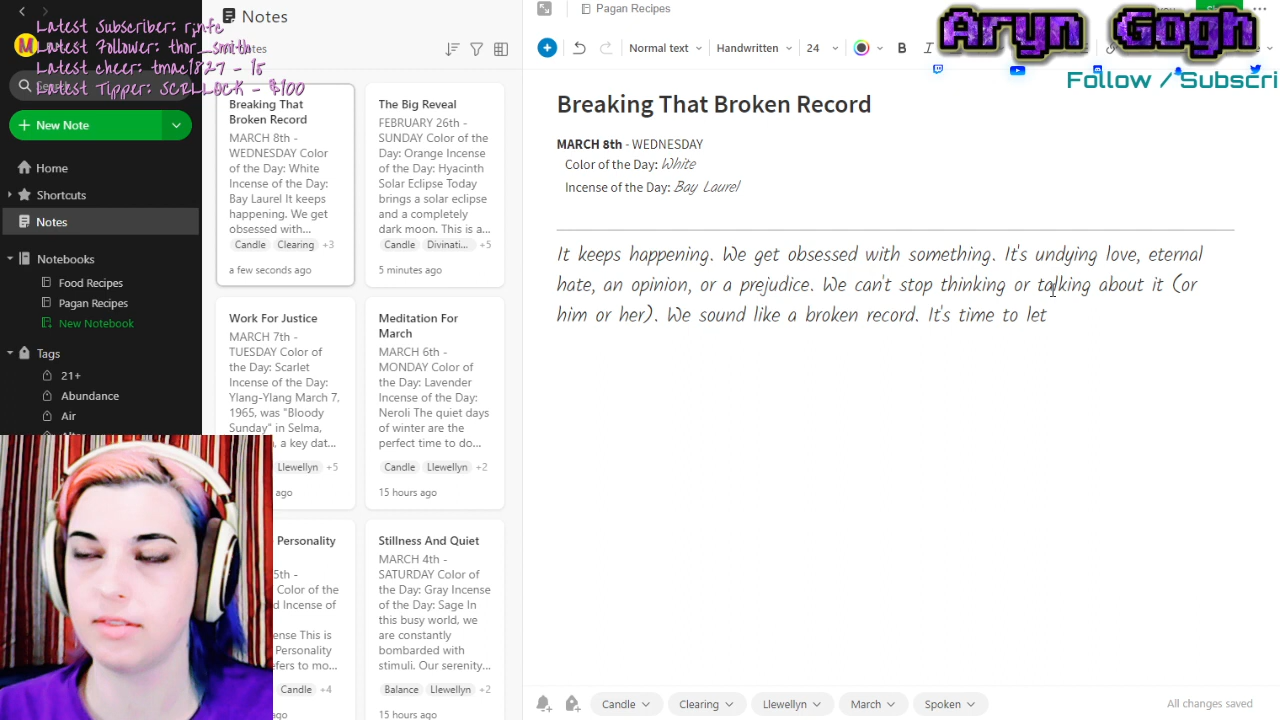 Latest Subscriber: rjnfc
Latest Follower: thor_smith
Latest cheer: tmac1827 - 15
Latest Tipper: SCRLLOCK - $100
M
New Note
Home
Shortcuts
Notes
Notebooks
Food Recipes
Pagan Recipes
New Notebook
Tags
21+
Abundance
Air
Notes
Breaking That
Broken Record
MARCH 8th -
WEDNESDAY Color
of the Day: White
Incense of the Day:
Bay Laurel It keeps
happening. We get
obsessed with...
Candle Clearing +3
a few seconds ago
The Big Reveal
FEBRUARY 26th -
SUNDAY Color of the
Day: Orange Incense
of the Day: Hyacinth
Solar Eclipse Today
brings a solar eclipse
and a completely
dark moon. This is a...
Candle Divinati... +5
5 minutes ago
Work For Justice
MARCH 7th -
TUESDAY Color of
the Day: Scarlet
Incense of the Day:
Ylang-Ylang March 7,
1965, was "Bloody
Sunday" in Selma,
, a key dat...
Llewellyn +5
ago
Meditation For
March
MARCH 6th -
MONDAY Color of
the Day: Lavender
Incense of the Day:
Neroli The quiet days
of winter are the
perfect time to do...
Candle Llewellyn +2
15 hours ago
Personality
5th -
Color of the
d Incense of
ense This is
Personality
efers to mo...
Candle +4
ago
Stillness And Quiet
MARCH 4th -
SATURDAY Color of
the Day: Gray Incense
of the Day: Sage In
this busy world, we
are constantly
bombarded with
stimuli. Our serenity...
Balance Llewellyn +2
15 hours ago
Pagan Recipes
Aryn Gogh
Follow / Subscri
Normal text Handwritten 24 B I
Breaking That Broken Record
MARCH 8th - WEDNESDAY
Color of the Day: White
Incense of the Day: Bay Laurel
It keeps happening. We get obsessed with something. It's undying love, eternal
hate, an opinion, or a prejudice. We can't stop thinking or talking about it (or
him or her). We sound like a broken record. It's time to let
Candle Clearing Llewellyn March Spoken
All changes saved